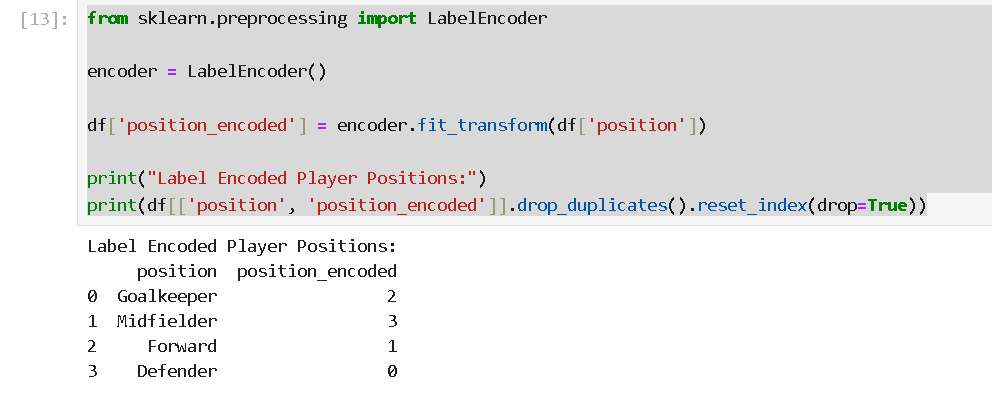 [13]:
from sklearn.preprocessing import LabelEncoder
encoder = LabelEncoder()
df['position_encoded'] = encoder.fit_transform(df['position'])
print("Label Encoded Player Positions:")
print(df[['position', 'position_encoded']].drop_duplicates().reset_index(drop=True))
Label Encoded Player Positions:
position position_encoded
0 Goalkeeper 2
1 Midfielder 3
2 Forward 1
3 Defender 0